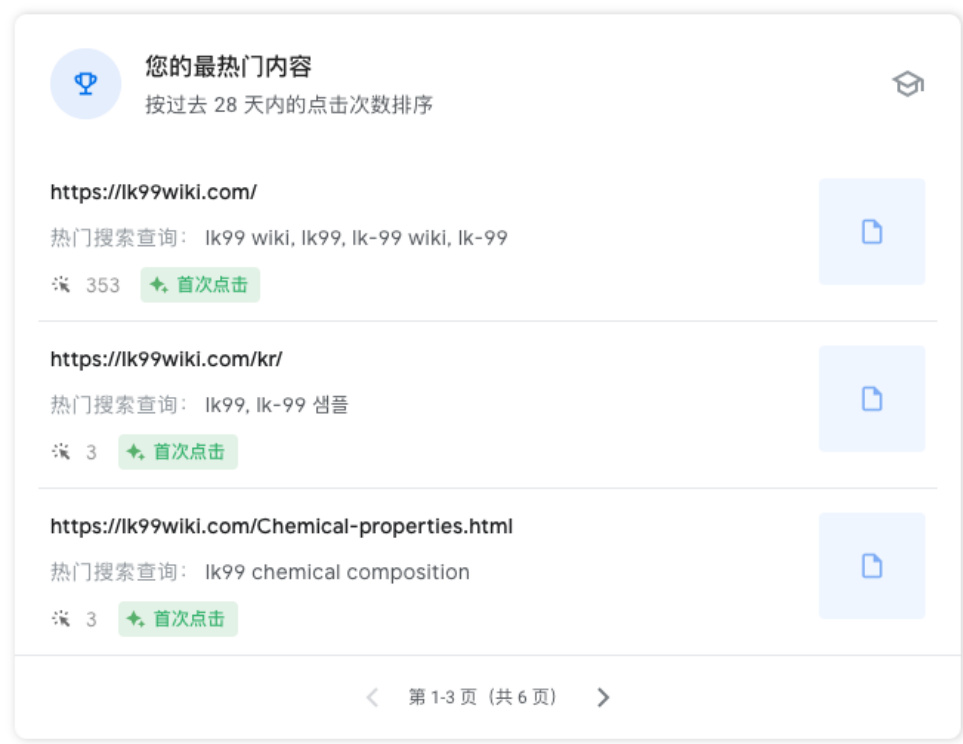 您的最热门内容
按过去 28 天内的点击次数排序
https://lk99wiki.com/
热门搜索查询： lk99 wiki, lk99, lk-99 wiki, lk-99
353 首次点击
https://lk99wiki.com/kr/
热门搜索查询： lk99, lk-99 샘플
3 首次点击
https://lk99wiki.com/Chemical-properties.html
热门搜索查询： lk99 chemical composition
3 首次点击
第 1-3 页（共 6 页）